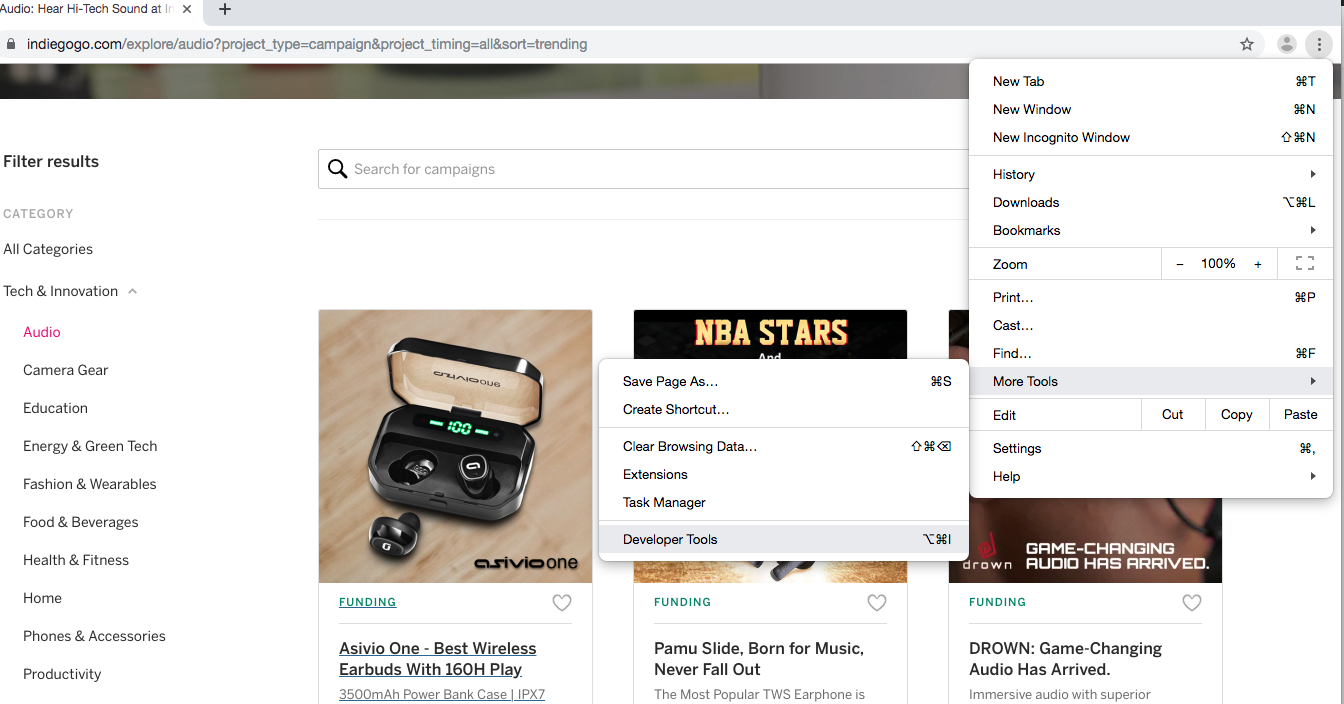 Audio: Hear Hi-Tech Sound at In
indiegogo.com/explore/audio?project_type=campaign&project_timing=all&sort=trending
New Tab ⌘T
New Window ⌘N
New Incognito Window ⇧⌘N
History
Downloads ⌥⌘L
Bookmarks
Zoom − 100% +
Print… ⌘P
Cast…
Find… ⌘F
More Tools
Edit Cut Copy Paste
Settings ⌘,
Help
Save Page As… ⌘S
Create Shortcut…
Clear Browsing Data… ⇧⌘⌫
Extensions
Task Manager
Developer Tools ⌥⌘I
Filter results
CATEGORY
All Categories
Tech & Innovation
Audio
Camera Gear
Education
Energy & Green Tech
Fashion & Wearables
Food & Beverages
Health & Fitness
Home
Phones & Accessories
Productivity
Search for campaigns
asivio one
100
asivio one
FUNDING
Asivio One - Best Wireless
Earbuds With 160H Play
3500mAh Power Bank Case | IPX7
NBA STARS
And
FUNDING
Pamu Slide, Born for Music,
Never Fall Out
The Most Popular TWS Earphone is
drown
GAME-CHANGING
AUDIO HAS ARRIVED.
FUNDING
DROWN: Game-Changing
Audio Has Arrived.
Immersive audio with superior